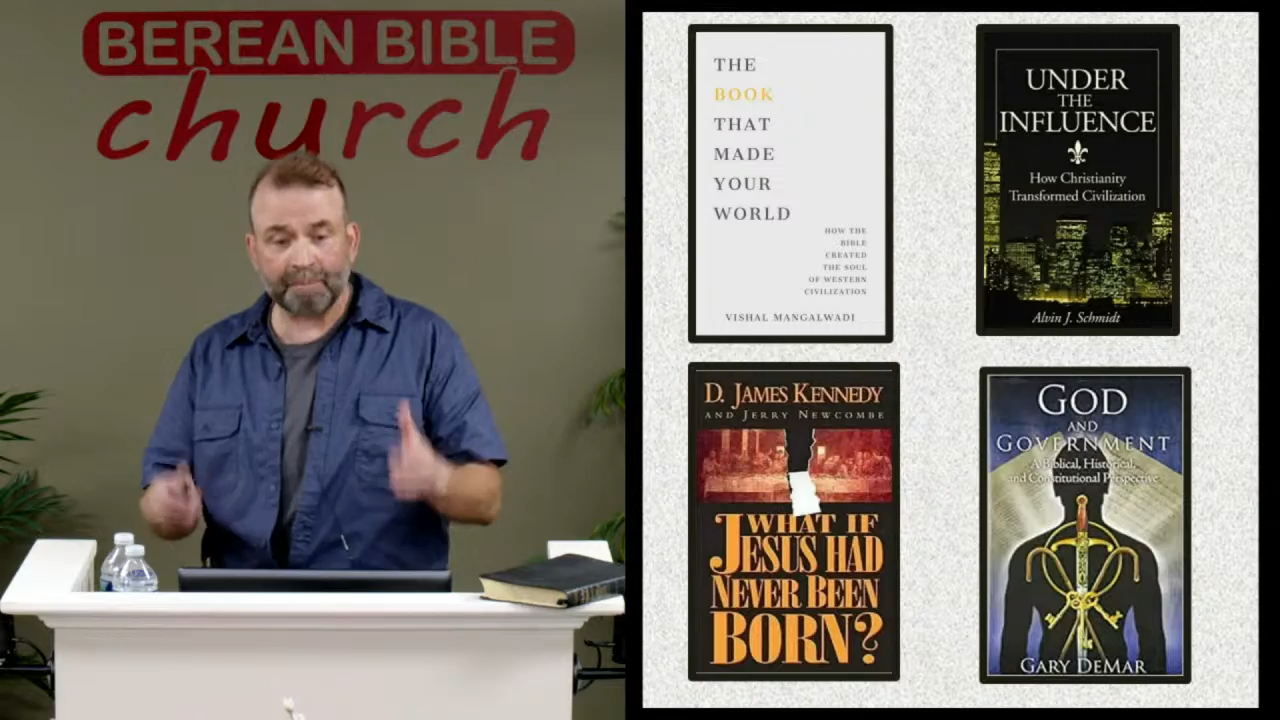 BEREAN BIBLE
church
THE
BOOK
THAT
MADE
YOUR
WORLD
HOW THE
BIBLE
CREATED
THE SOUL
OF WESTERN
CIVILIZATION
VISHAL MANGALWADI
UNDER
THE
INFLUENCE
How Christianity
Transformed Civilization
Alvin J. Schmidt
D. JAMES KENNEDY
AND JERRY NEWCOMBE
WHAT IF
JESUS HAD
NEVER BEEN
BORN?
GOD
AND
GOVERNMENT
A Biblical, Historical,
and Constitutional Perspective
GARY DEMAR